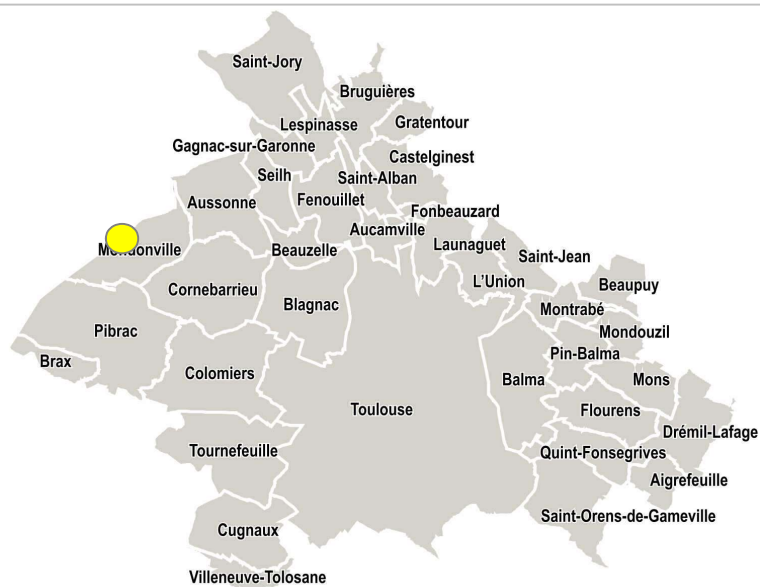 Saint-Jory
Bruguières
Lespinasse
Gratentour
Gagnac-sur-Garonne
Castelginest
Seilh
Saint-Alban
Aussonne
Fenouillet
Fonbeauzard
Aucamville
Launaguet
Mondonville
Beauzelle
Saint-Jean
L'Union
Beaupuy
Cornebarrieu
Blagnac
Montrabé
Pibrac
Mondouzil
Pin-Balma
Brax
Colomiers
Balma
Mons
Toulouse
Flourens
Drémil-Lafage
Tournefeuille
Quint-Fonsegrives
Aigrefeuille
Saint-Orens-de-Gameville
Cugnaux
Villeneuve-Tolosane